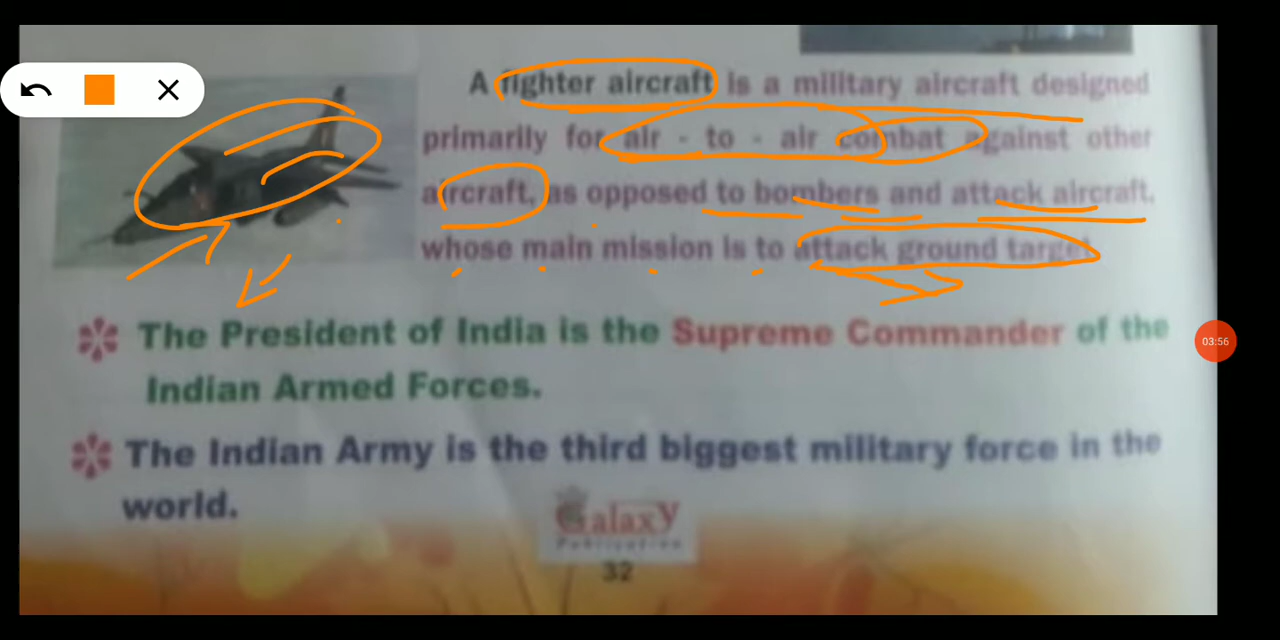 A fighter aircraft is a military aircraft designed
primarily for air - to - air combat against other
aircraft, as opposed to bombers and attack aircraft,
whose main mission is to attack ground target
03:56
The President of India is the Supreme Commander of the
Indian Armed Forces.
The Indian Army is the third biggest military force in the
world.
Galaxy
Publication
32